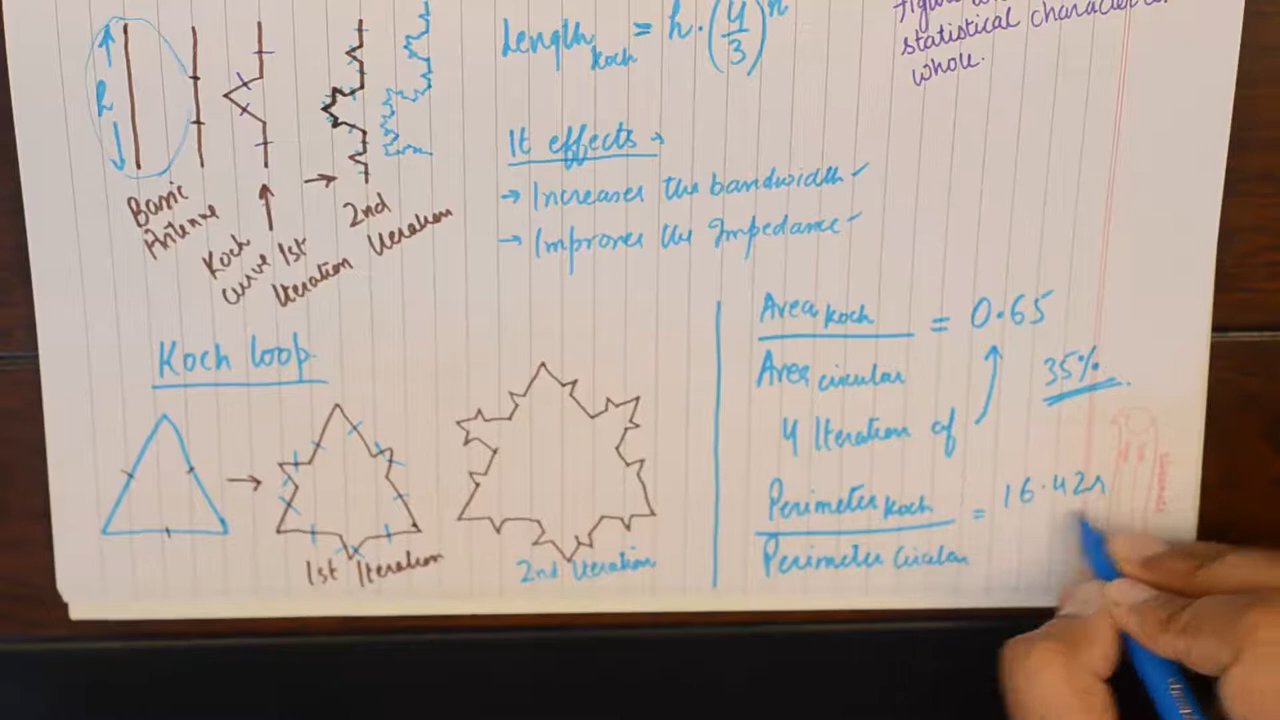 Length koch = h.(4/3)^n
statistical character
whole.
h
It effects →
→ Increases the bandwidth
→ Improves the Impedance
Basic
Antenna
Koch
curve 1st
Iteration
2nd
Iteration
Koch loop
1st Iteration
2nd Iteration
Area koch
Area circular
= 0.65
35%
4 Iteration of
Perimeter koch
Perimeter Circular
= 16.42